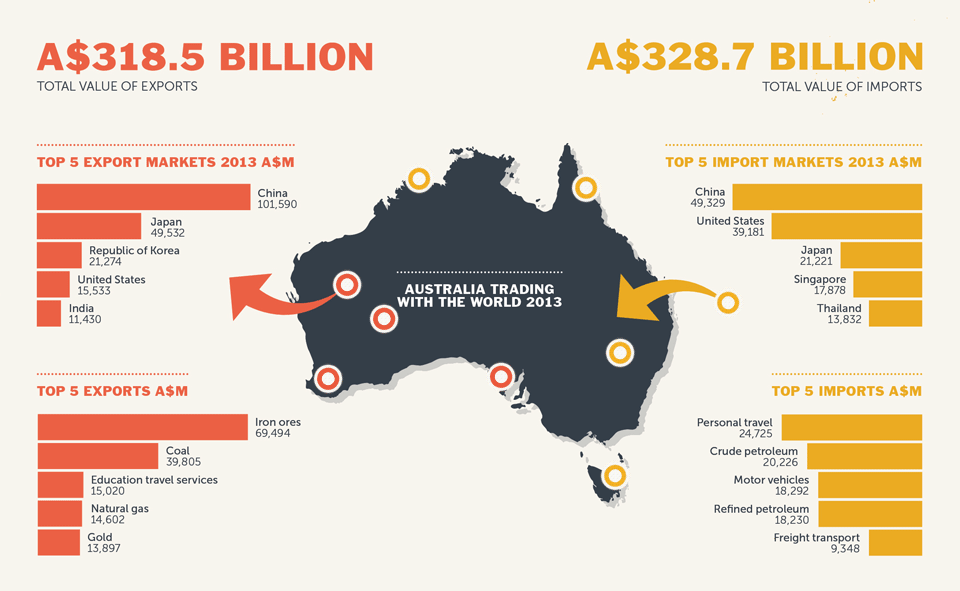 A$318.5 BILLION
TOTAL VALUE OF EXPORTS
A$328.7 BILLION
TOTAL VALUE OF IMPORTS
TOP 5 EXPORT MARKETS 2013 A$M
China
101,590
Japan
49,532
Republic of Korea
21,274
United States
15,533
India
11,430
TOP 5 IMPORT MARKETS 2013 A$M
China
49,329
United States
39,181
Japan
21,221
Singapore
17,878
Thailand
13,832
AUSTRALIA TRADING
WITH THE WORLD 2013
TOP 5 EXPORTS A$M
Iron ores
69,494
Coal
39,805
Education travel services
15,020
Natural gas
14,602
Gold
13,897
TOP 5 IMPORTS A$M
Personal travel
24,725
Crude petroleum
20,226
Motor vehicles
18,292
Refined petroleum
18,230
Freight transport
9,348